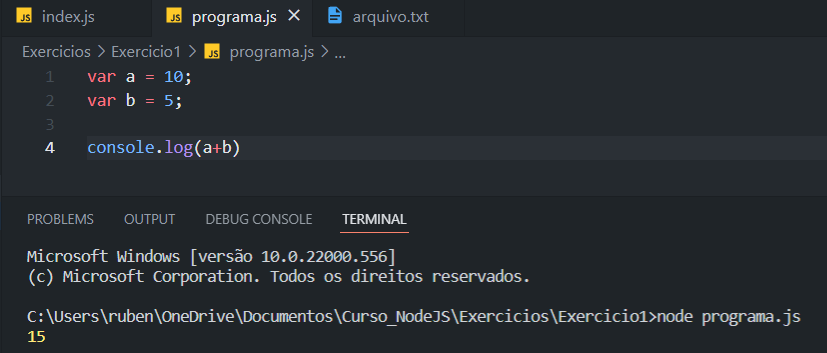 JS index.js JS programa.js × arquivo.txt
Exercicios > Exercicio1 > JS programa.js > ...
1 var a = 10;
2 var b = 5;
3
4 console.log(a+b)
PROBLEMS OUTPUT DEBUG CONSOLE TERMINAL
Microsoft Windows [versão 10.0.22000.556]
(c) Microsoft Corporation. Todos os direitos reservados.
C:\Users\ruben\OneDrive\Documentos\Curso_NodeJS\Exercicios\Exercicio1>node programa.js
15